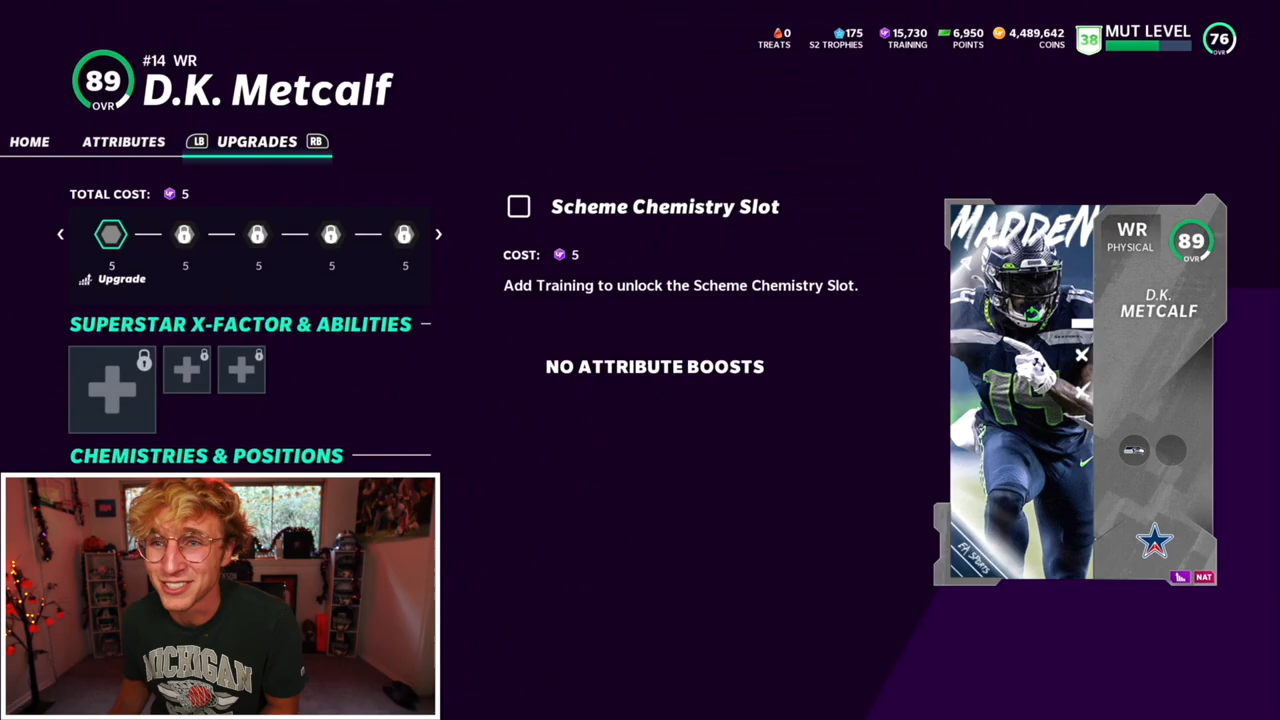 0 TREATS
175 S2 TROPHIES
15,730 TRAINING
6,950 POINTS
4,489,642 COINS
38
MUT LEVEL
76 OVR
89 OVR
#14 WR
D.K. Metcalf
HOME
ATTRIBUTES
LB UPGRADES RB
TOTAL COST: 5
5 5 5 5 5
Upgrade
SUPERSTAR X-FACTOR & ABILITIES
CHEMISTRIES & POSITIONS
Scheme Chemistry Slot
COST: 5
Add Training to unlock the Scheme Chemistry Slot.
NO ATTRIBUTE BOOSTS
MADDEN
WR
PHYSICAL
89
OVR
D.K.
METCALF
14
EA SPORTS
NAT
MICHIGAN